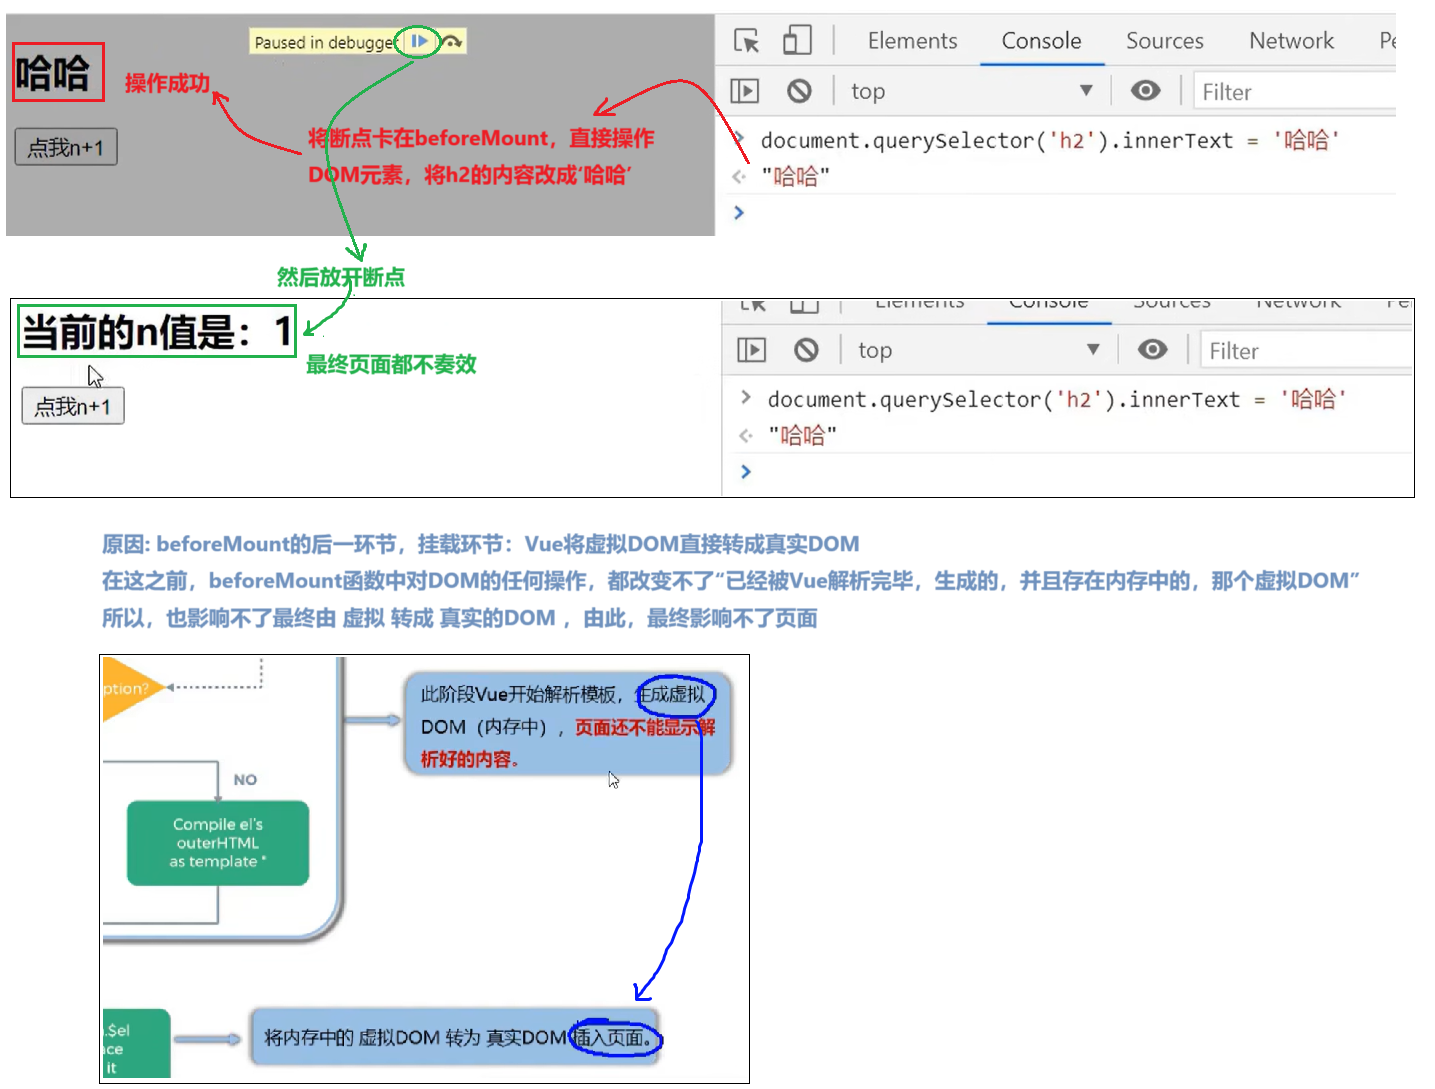 Paused in debugger
哈哈
操作成功
点我n+1
将断点卡在beforeMount，直接操作
DOM元素，将h2的内容改成‘哈哈’
Elements Console Sources Network Pe
top Filter
document.querySelector('h2').innerText = '哈哈'
"哈哈"
然后放开断点
当前的n值是：1
最终页面都不奏效
点我n+1
Elements Console Sources Network Per
top Filter
document.querySelector('h2').innerText = '哈哈'
"哈哈"
原因: beforeMount的后一环节，挂载环节：Vue将虚拟DOM直接转成真实DOM
在这之前，beforeMount函数中对DOM的任何操作，都改变不了“已经被Vue解析完毕，生成的，并且存在内存中的，那个虚拟DOM”
所以，也影响不了最终由 虚拟 转成 真实的DOM ，由此，最终影响不了页面
ption?
此阶段Vue开始解析模板，生成虚拟
DOM（内存中），页面还不能显示解
析好的内容。
NO
Compile el's
outerHTML
as template *
.$el
ice
it
将内存中的 虚拟DOM 转为 真实DOM 插入页面。